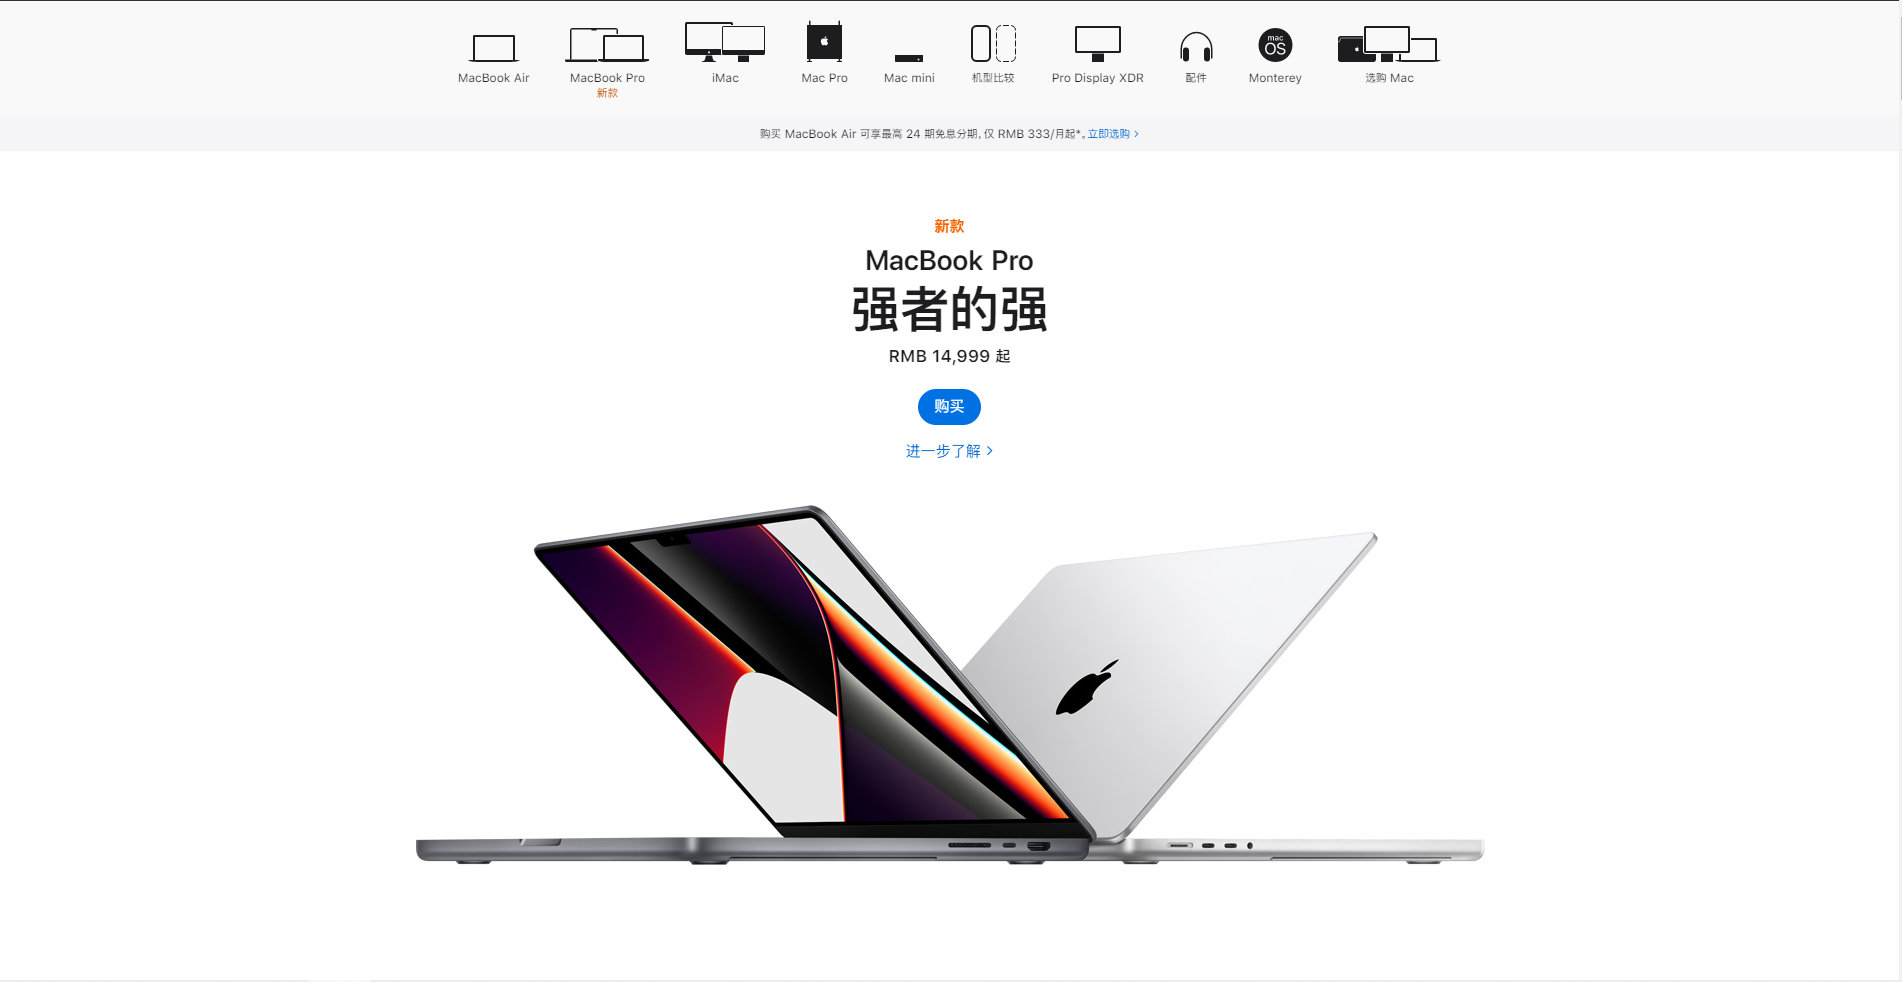 MacBook Air
MacBook Pro
新款
iMac
Mac Pro
Mac mini
机型比较
Pro Display XDR
配件
mac
OS
Monterey
选购 Mac
购买 MacBook Air 可享最高 24 期免息分期，仅 RMB 333/月起*。立即选购 >
新款
MacBook Pro
强者的强
RMB 14,999 起
购买
进一步了解 >